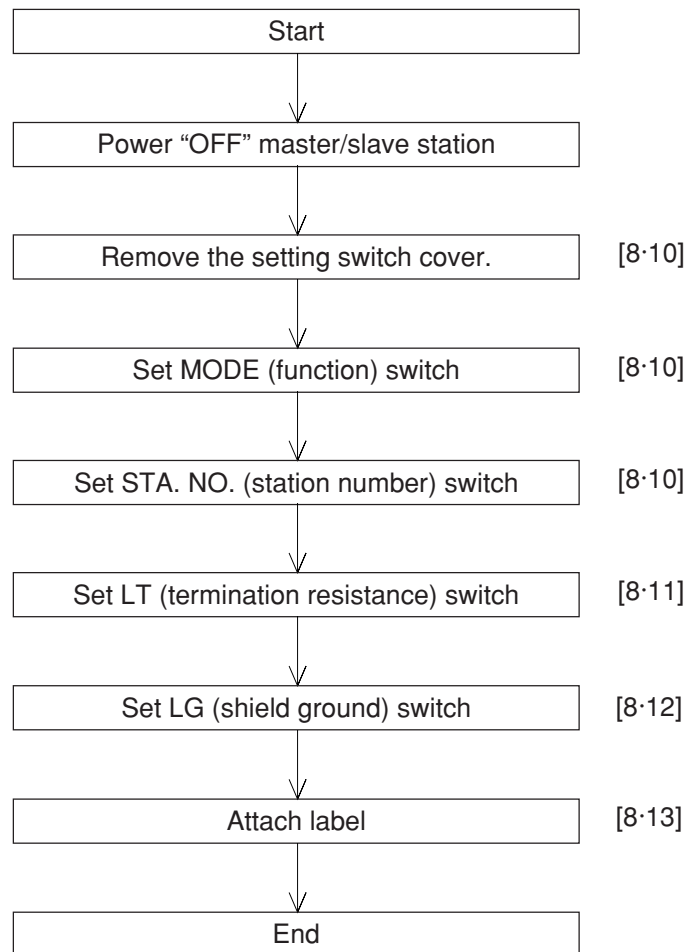 Start
Power “OFF” master/slave station
Remove the setting switch cover. [8·10]
Set MODE (function) switch [8·10]
Set STA. NO. (station number) switch [8·10]
Set LT (termination resistance) switch [8·11]
Set LG (shield ground) switch [8·12]
Attach label [8·13]
End